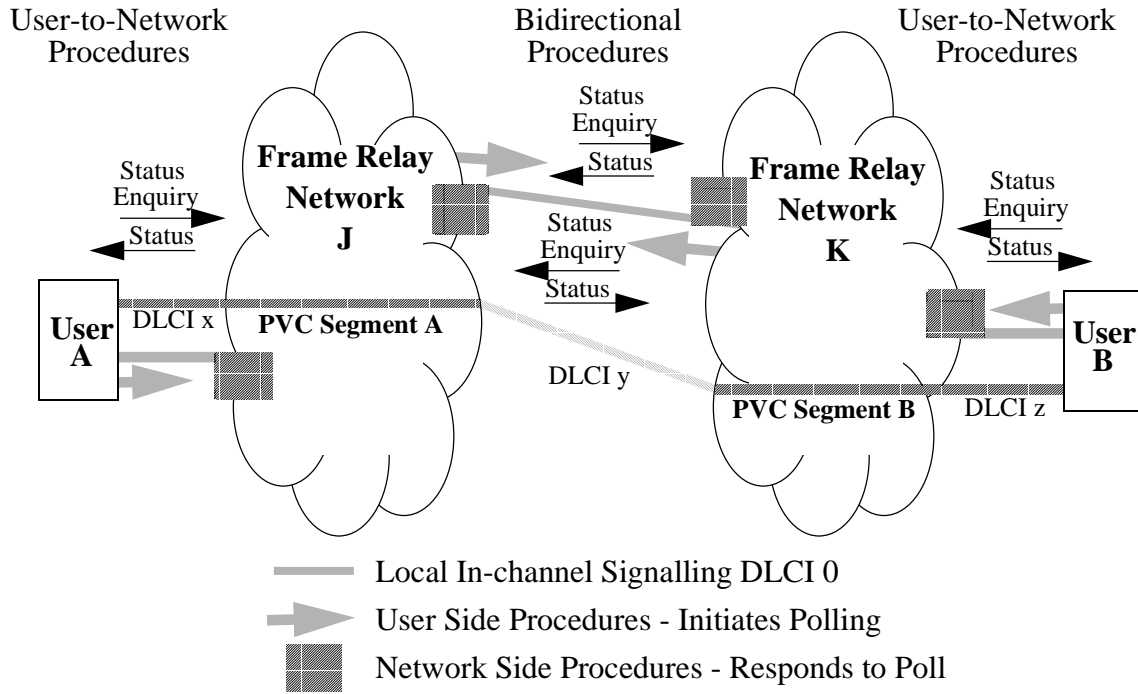 User-to-Network
Procedures
Bidirectional
Procedures
User-to-Network
Procedures
Status
Enquiry
Status
Frame Relay
Network
J
Status
Enquiry
Status
Status
Enquiry
Status
Frame Relay
Network
K
Status
Enquiry
Status
User
A
DLCI x
PVC Segment A
DLCI y
PVC Segment B
DLCI z
User
B
Local In-channel Signalling DLCI 0
User Side Procedures - Initiates Polling
Network Side Procedures - Responds to Poll